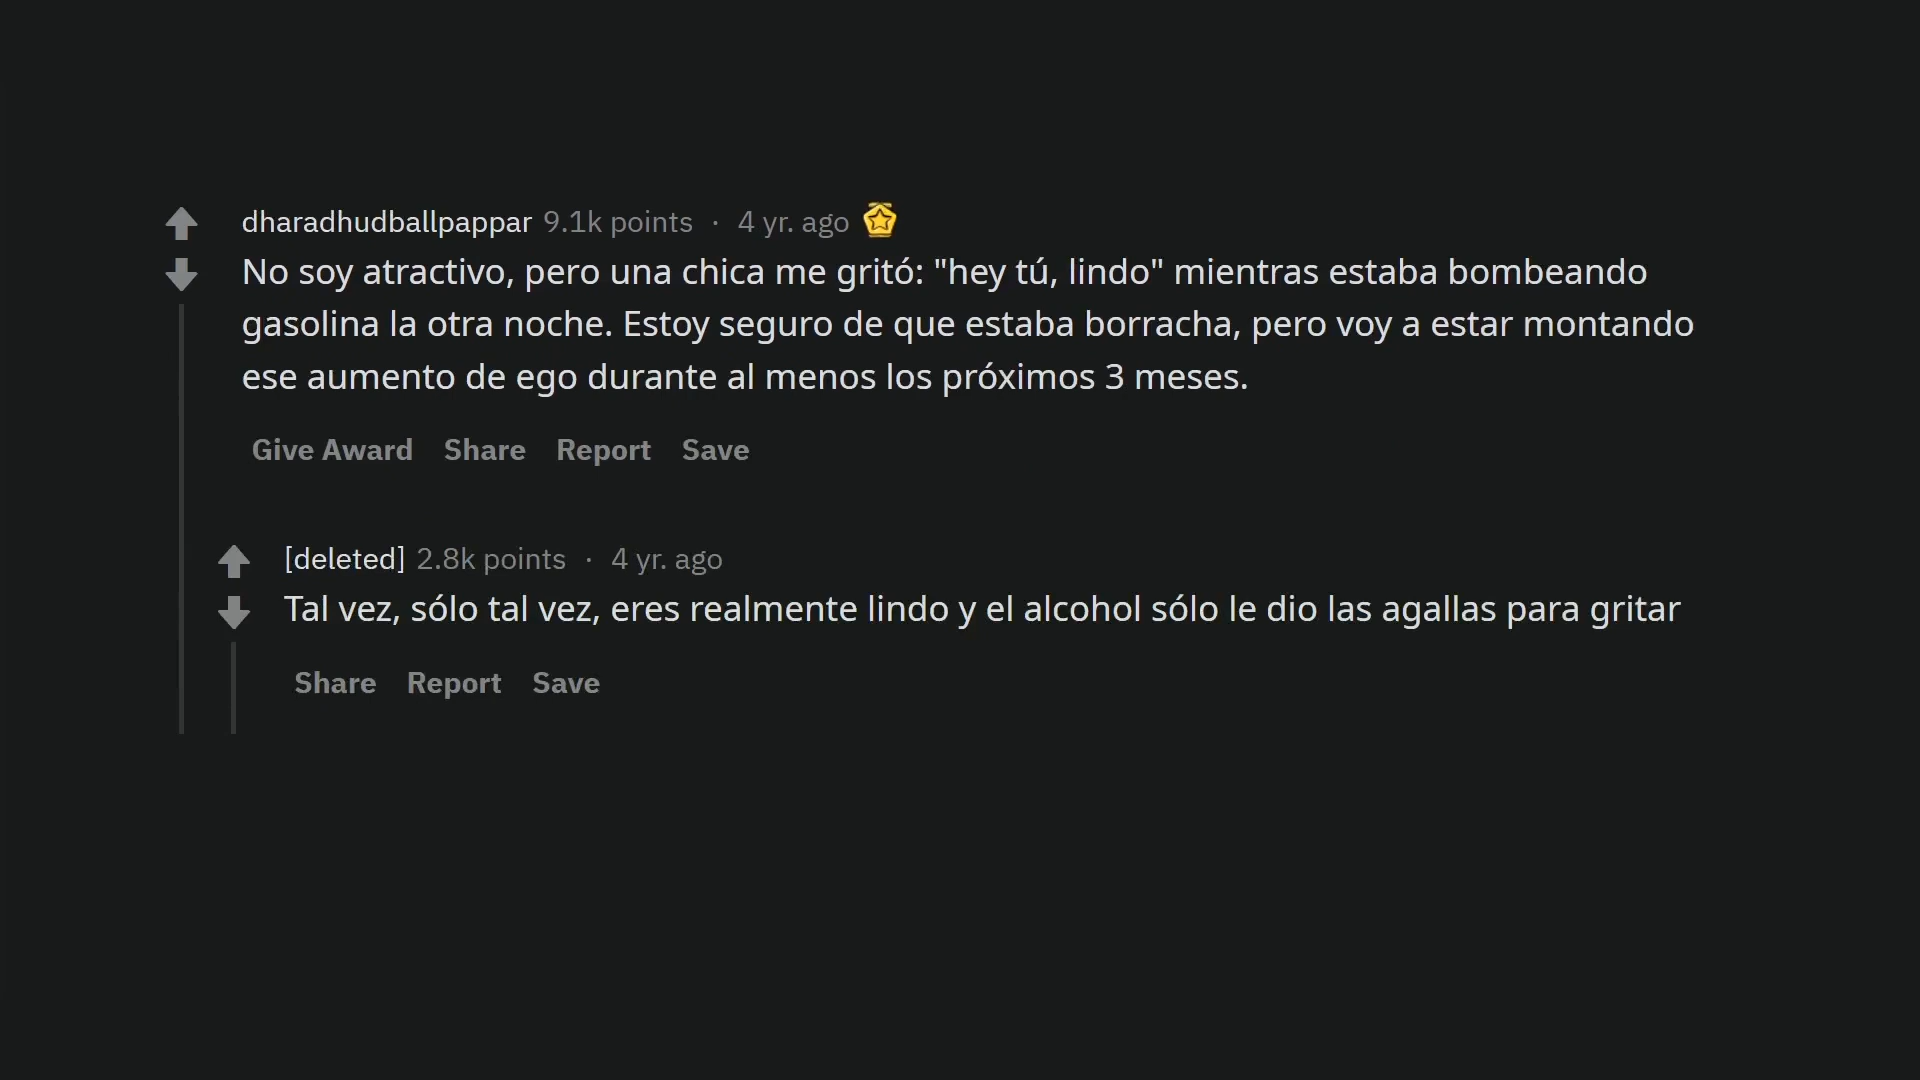 dharadhudballpappar 9.1k points · 4 yr. ago
No soy atractivo, pero una chica me gritó: "hey tú, lindo" mientras estaba bombeando
gasolina la otra noche. Estoy seguro de que estaba borracha, pero voy a estar montando
ese aumento de ego durante al menos los próximos 3 meses.
Give Award Share Report Save
[deleted] 2.8k points · 4 yr. ago
Tal vez, sólo tal vez, eres realmente lindo y el alcohol sólo le dio las agallas para gritar
Share Report Save